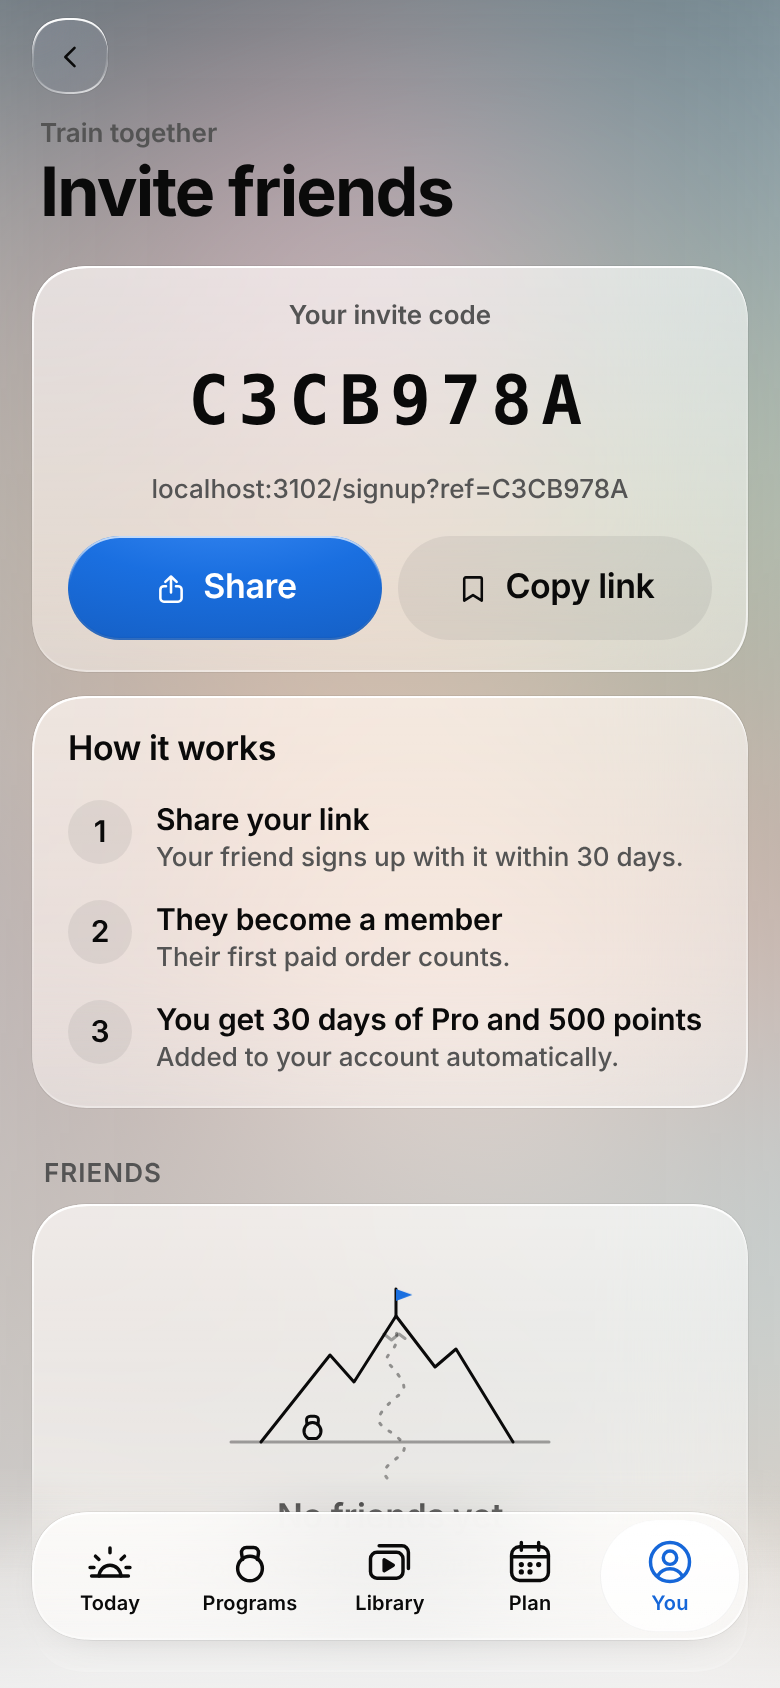 Train together
Invite friends
Your invite code
C3CB978A
localhost:3102/signup?ref=C3CB978A
Share
Copy link
How it works
1
Share your link
Your friend signs up with it within 30 days.
2
They become a member
Their first paid order counts.
3
You get 30 days of Pro and 500 points
Added to your account automatically.
FRIENDS
No friends yet
Today
Programs
Library
Plan
You